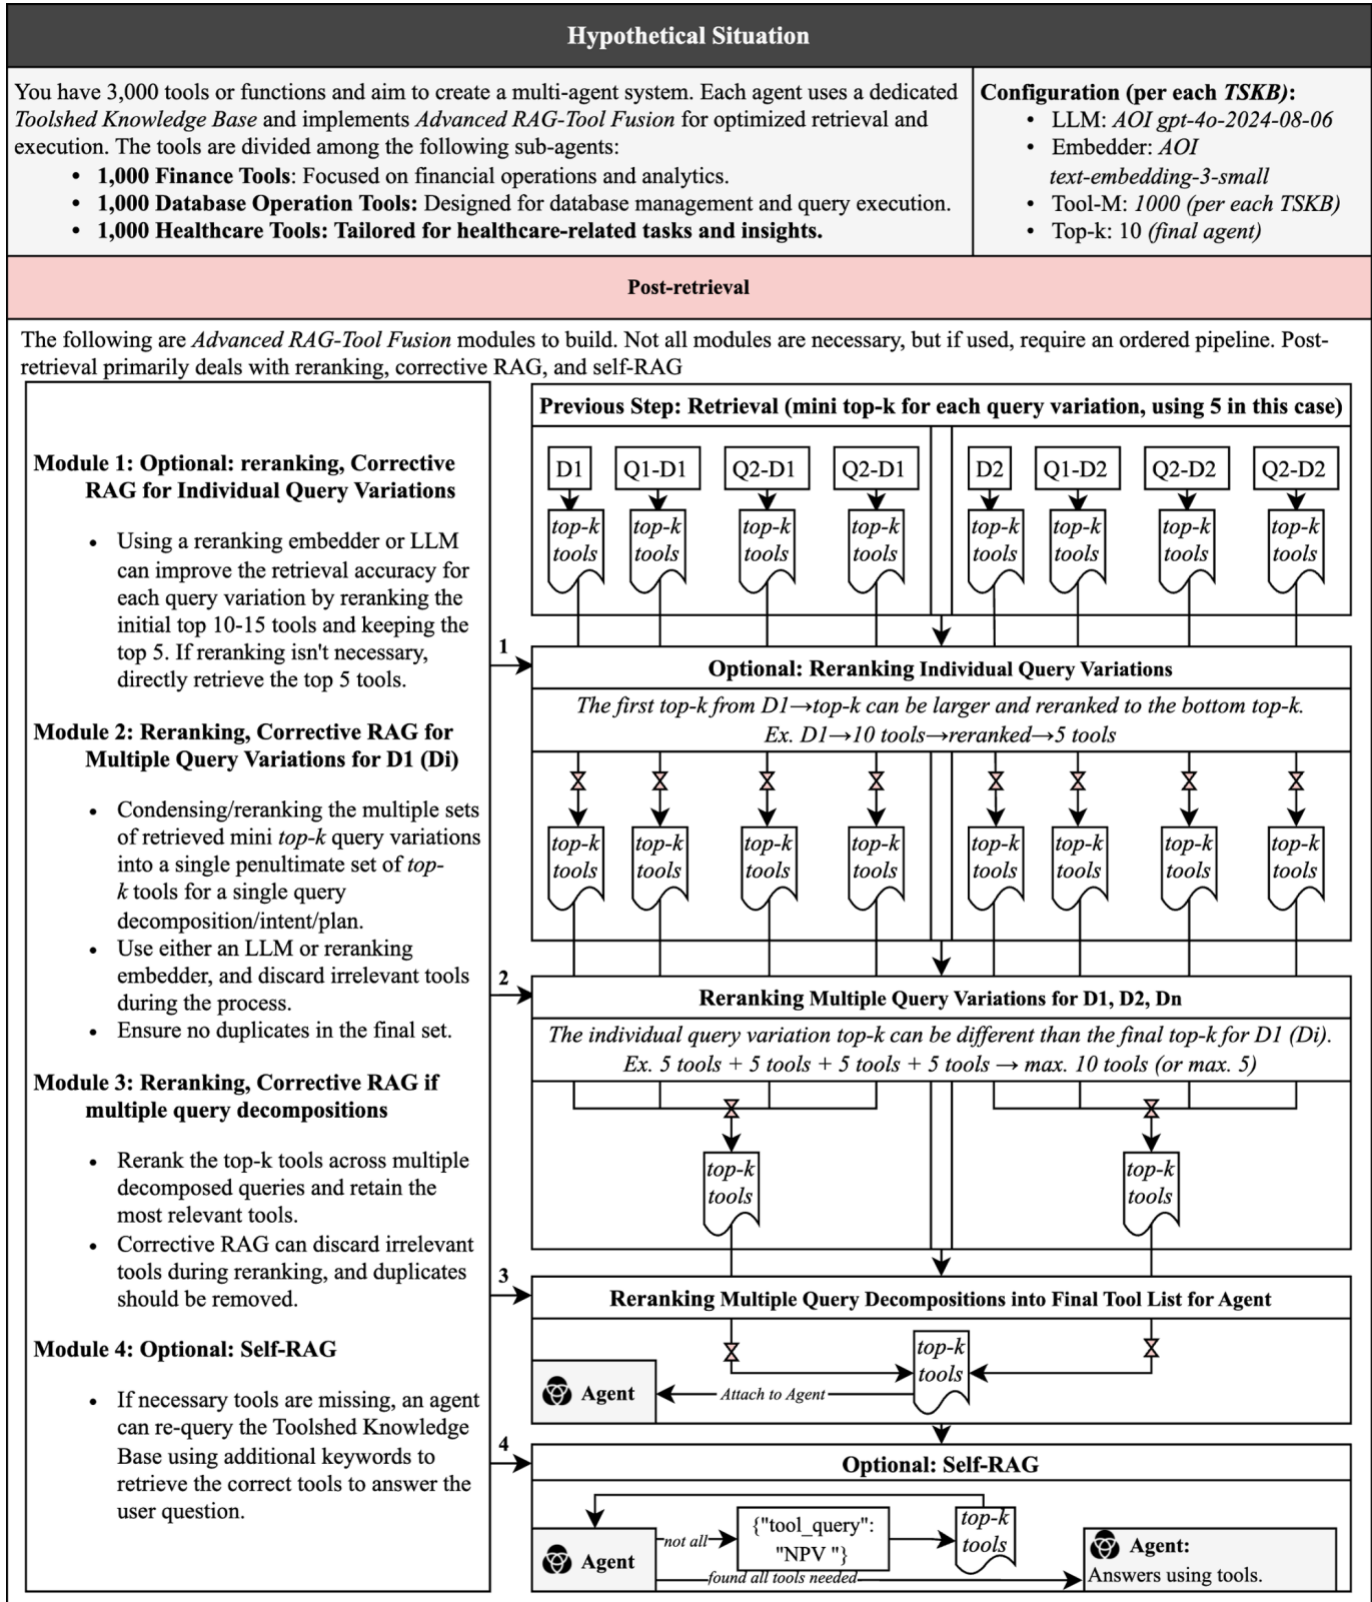 Hypothetical Situation
You have 3,000 tools or functions and aim to create a multi-agent system. Each agent uses a dedicated
Toolshed Knowledge Base and implements Advanced RAG-Tool Fusion for optimized retrieval and
execution. The tools are divided among the following sub-agents:
• 1,000 Finance Tools: Focused on financial operations and analytics.
• 1,000 Database Operation Tools: Designed for database management and query execution.
• 1,000 Healthcare Tools: Tailored for healthcare-related tasks and insights.
Configuration (per each TSKB):
• LLM: AOI gpt-4o-2024-08-06
• Embedder: AOI
text-embedding-3-small
• Tool-M: 1000 (per each TSKB)
• Top-k: 10 (final agent)
Post-retrieval
The following are Advanced RAG-Tool Fusion modules to build. Not all modules are necessary, but if used, require an ordered pipeline. Post-
retrieval primarily deals with reranking, corrective RAG, and self-RAG
Module 1: Optional: reranking, Corrective
RAG for Individual Query Variations
• Using a reranking embedder or LLM
can improve the retrieval accuracy for
each query variation by reranking the
initial top 10-15 tools and keeping the
top 5. If reranking isn't necessary,
directly retrieve the top 5 tools.
Module 2: Reranking, Corrective RAG for
Multiple Query Variations for D1 (Di)
• Condensing/reranking the multiple sets
of retrieved mini top-k query variations
into a single penultimate set of top-
k tools for a single query
decomposition/intent/plan.
• Use either an LLM or reranking
embedder, and discard irrelevant tools
during the process.
• Ensure no duplicates in the final set.
Module 3: Reranking, Corrective RAG if
multiple query decompositions
• Rerank the top-k tools across multiple
decomposed queries and retain the
most relevant tools.
• Corrective RAG can discard irrelevant
tools during reranking, and duplicates
should be removed.
Module 4: Optional: Self-RAG
• If necessary tools are missing, an agent
can re-query the Toolshed Knowledge
Base using additional keywords to
retrieve the correct tools to answer the
user question.
Previous Step: Retrieval (mini top-k for each query variation, using 5 in this case)
D1 Q1-D1 Q2-D1 Q2-D1 D2 Q1-D2 Q2-D2 Q2-D2
top-k top-k top-k top-k top-k top-k top-k top-k
tools tools tools tools tools tools tools tools
1
Optional: Reranking Individual Query Variations
The first top-k from D1→top-k can be larger and reranked to the bottom top-k.
Ex. D1→10 tools→reranked→5 tools
top-k top-k top-k top-k top-k top-k top-k top-k
tools tools tools tools tools tools tools tools
2
Reranking Multiple Query Variations for D1, D2, Dn
The individual query variation top-k can be different than the final top-k for D1 (Di).
Ex. 5 tools + 5 tools + 5 tools + 5 tools → max. 10 tools (or max. 5)
top-k top-k
tools tools
3
Reranking Multiple Query Decompositions into Final Tool List for Agent
top-k
tools
Agent
Attach to Agent
4
Optional: Self-RAG
Agent
not all
{"tool_query":
"NPV "}
top-k
tools
found all tools needed
Agent:
Answers using tools.